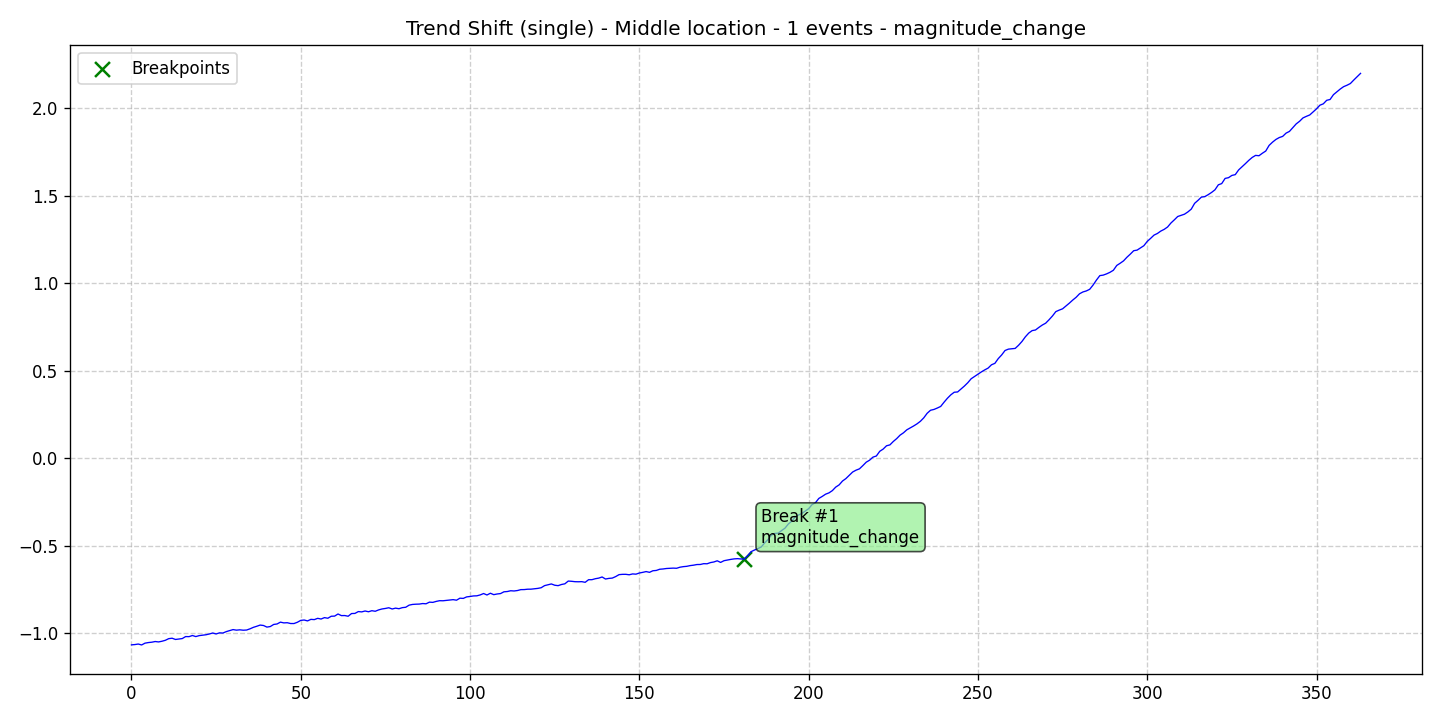 Trend Shift (single) - Middle location - 1 events - magnitude_change
Breakpoints
2.0
1.5
1.0
0.5
0.0
−0.5
−1.0
Break #1
magnitude_change
0 50 100 150 200 250 300 350